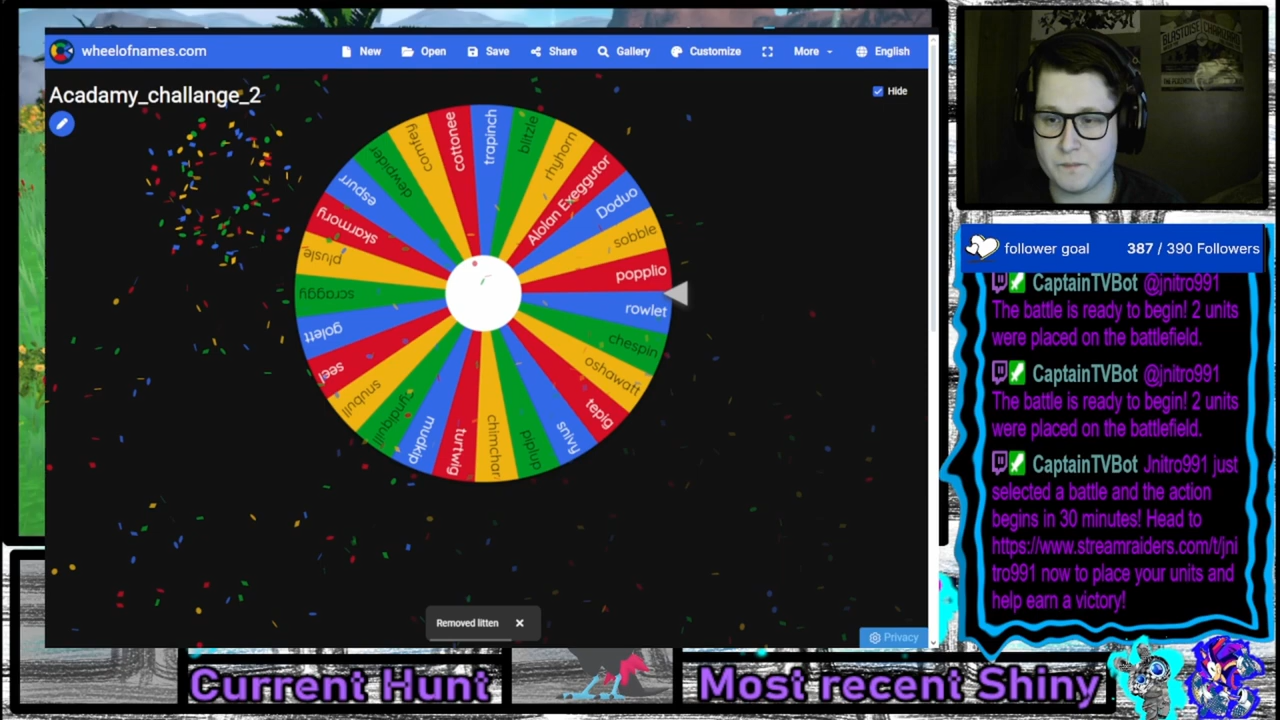 wheelofnames.com
New
Open
Save
Share
Gallery
Customize
More
English
Acadamy_challange_2
Hide
trapinch
blitzle
rhyhorn
Alolan Exeggutor
Doduo
sobble
popplio
rowlet
chespin
oshawatt
tepig
snivy
piplup
chimchar
turtwig
mudkip
cyndiquil
snubull
seel
golett
scraggy
plusle
skarmory
espurr
dewpider
comfey
cottonee
Removed litten
Privacy
BLASTOISE
follower goal
387 / 390 Followers
CaptainTVBot @jnitro991
The battle is ready to begin! 2 units
were placed on the battlefield.
CaptainTVBot @jnitro991
The battle is ready to begin! 2 units
were placed on the battlefield.
CaptainTVBot Jnitro991 just
selected a battle and the action
begins in 30 minutes! Head to
https://www.streamraiders.com/t/jni
tro991 now to place your units and
help earn a victory!
Current Hunt
Most recent Shiny